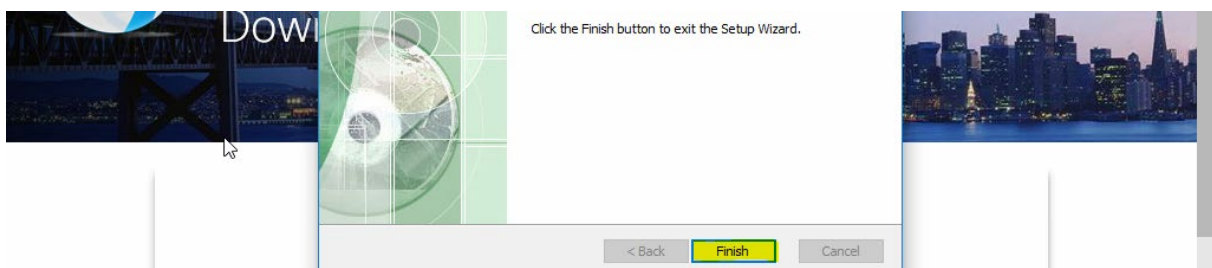 Dow
Click the Finish button to exit the Setup Wizard.
< Back Finish Cancel